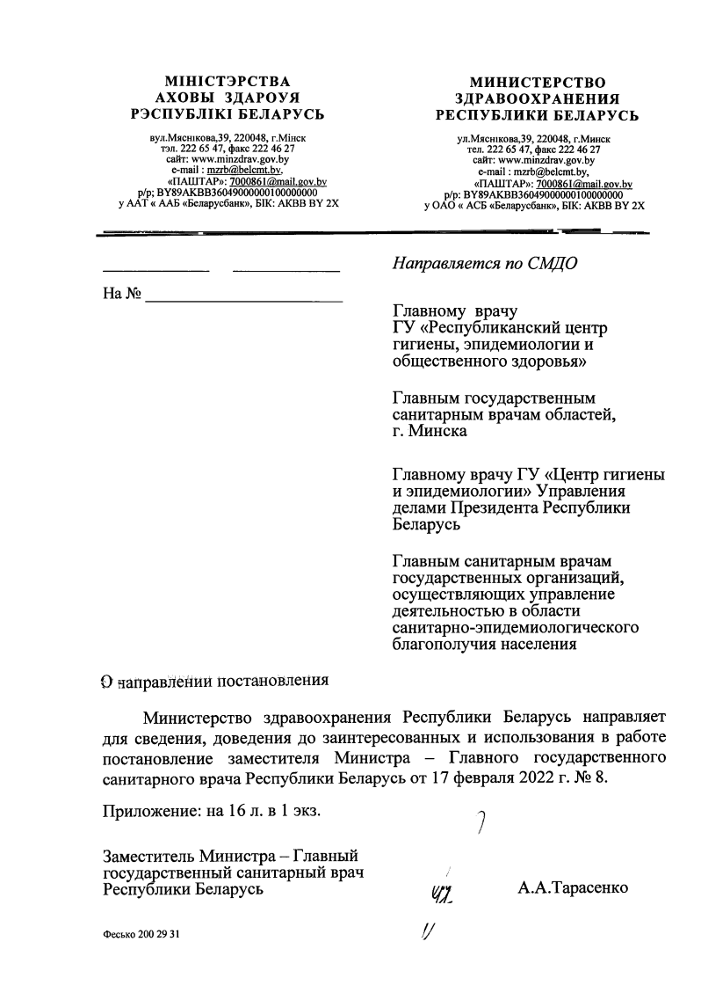 МІНІСТЭРСТВА
АХОВЫ ЗДАРОУЯ
РЭСПУБЛІКІ БЕЛАРУСЬ
вул.Мяснікова,39, 220048, г.Мінск
тэл. 222 65 47, факс 222 46 27
сайт: www.minzdrav.gov.by
e-mail : mzrb@belcmt.by.
«ПАШТАР»: 7000861@mail.gov.by
р/р; BY89AKBB36049000000100000000
у ААТ « ААБ «Беларусбанк», БІК: AKBB BY 2X
МИНИСТЕРСТВО
ЗДРАВООХРАНЕНИЯ
РЕСПУБЛИКИ БЕЛАРУСЬ
ул.Мяснікова,39, 220048, г.Минск
тел. 222 65 47, факс 222 46 27
сайт: www.minzdrav.gov.by
e-mail : mzrb@belcmt.by,
«ПАШТАР»: 7000861@mail.gov.by
р/р: BY89AKBB36049000000100000000
у ОАО « АСБ «Беларусбанк», БІК: AKBB BY 2X
На №
Направляется по СМДО
Главному врачу
ГУ «Республиканский центр
гигиены, эпидемиологии и
общественного здоровья»
Главным государственным
санитарным врачам областей,
г. Минска
Главному врачу ГУ «Центр гигиены
и эпидемиологии» Управления
делами Президента Республики
Беларусь
Главным санитарным врачам
государственных организаций,
осуществляющих управление
деятельностью в области
санитарно-эпидемиологического
благополучия населения
О направлении постановления
Министерство здравоохранения Республики Беларусь направляет
для сведения, доведения до заинтересованных и использования в работе
постановление заместителя Министра – Главного государственного
санитарного врача Республики Беларусь от 17 февраля 2022 г. № 8.
Приложение: на 16 л. в 1 экз.
Заместитель Министра – Главный
государственный санитарный врач
Республики Беларусь
А.А.Тарасенко
Фесько 200 29 31